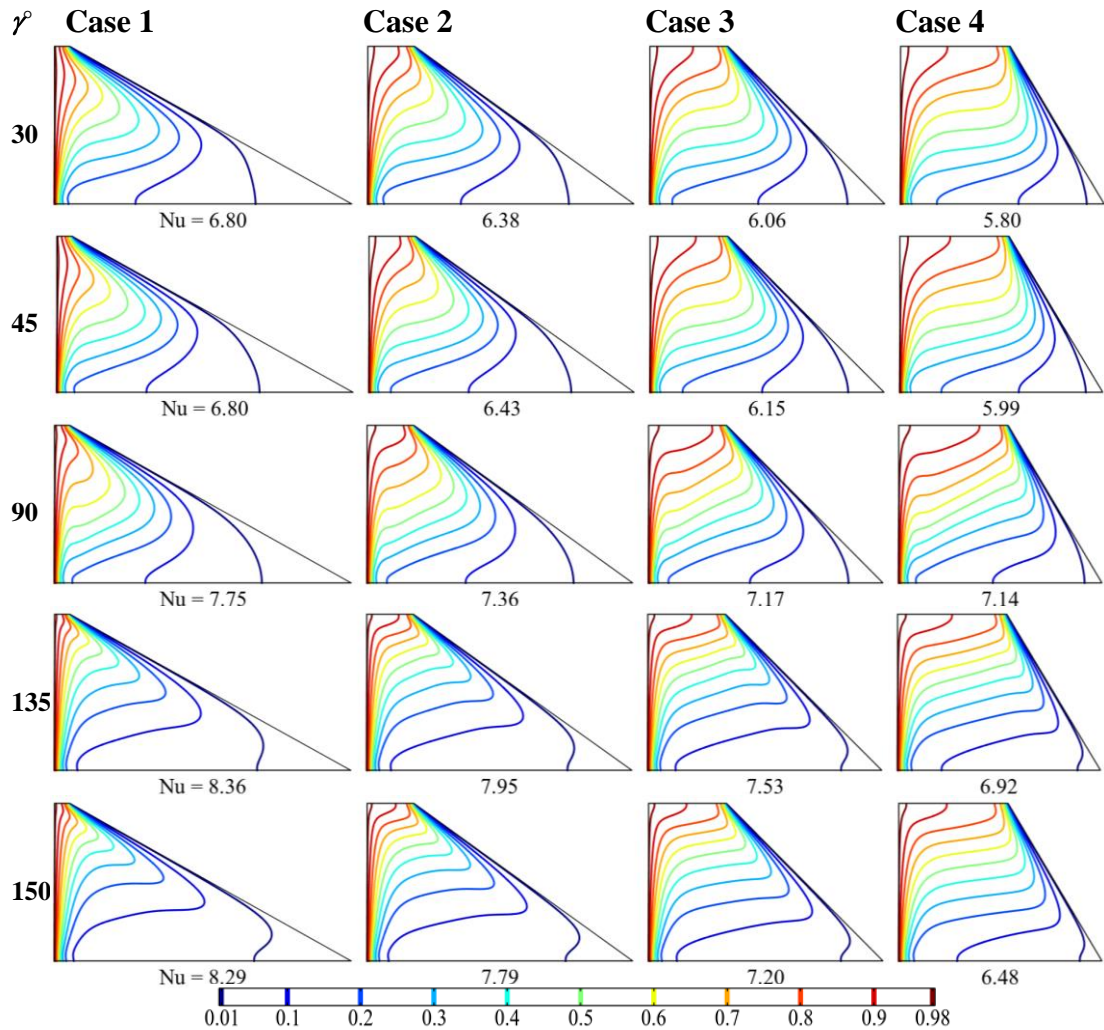 γ° Case 1 Case 2 Case 3 Case 4
30
Nu = 6.80 6.38 6.06 5.80
45
Nu = 6.80 6.43 6.15 5.99
90
Nu = 7.75 7.36 7.17 7.14
135
Nu = 8.36 7.95 7.53 6.92
150
Nu = 8.29 7.79 7.20 6.48
0.01 0.1 0.2 0.3 0.4 0.5 0.6 0.7 0.8 0.9 0.98